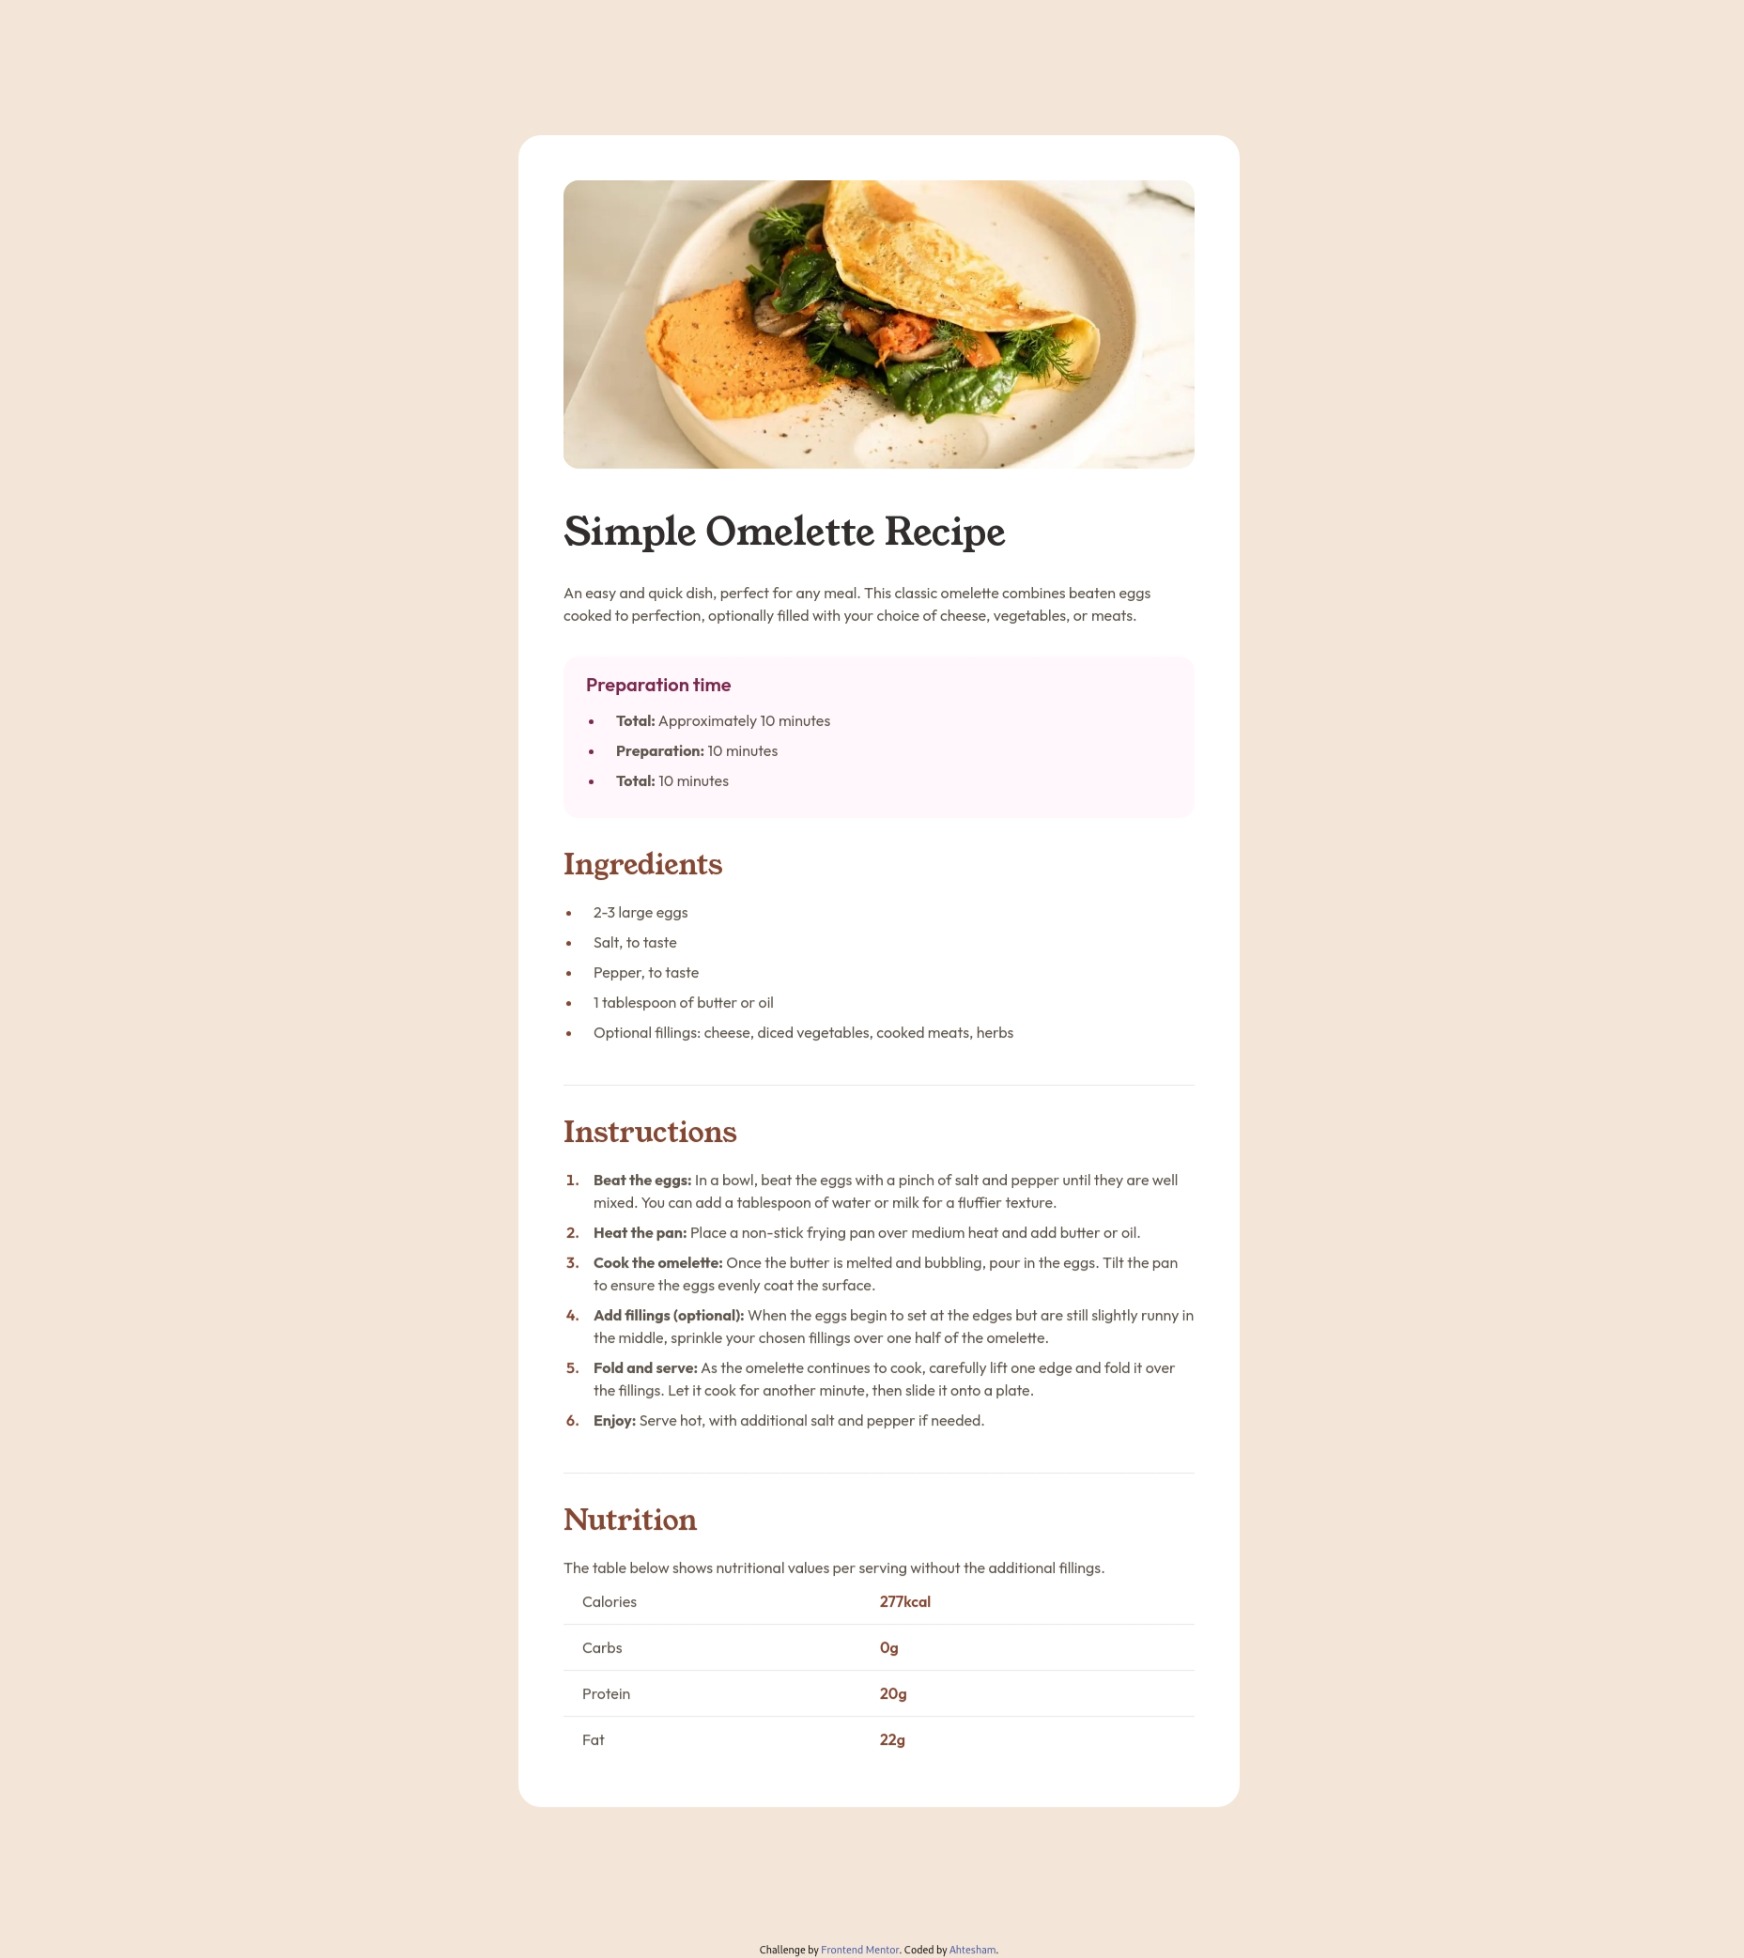 Simple Omelette Recipe
An easy and quick dish, perfect for any meal. This classic omelette combines beaten eggs
cooked to perfection, optionally filled with your choice of cheese, vegetables, or meats.
Preparation time
• Total: Approximately 10 minutes
• Preparation: 10 minutes
• Total: 10 minutes
Ingredients
• 2-3 large eggs
• Salt, to taste
• Pepper, to taste
• 1 tablespoon of butter or oil
• Optional fillings: cheese, diced vegetables, cooked meats, herbs
Instructions
1. Beat the eggs: In a bowl, beat the eggs with a pinch of salt and pepper until they are well
mixed. You can add a tablespoon of water or milk for a fluffier texture.
2. Heat the pan: Place a non-stick frying pan over medium heat and add butter or oil.
3. Cook the omelette: Once the butter is melted and bubbling, pour in the eggs. Tilt the pan
to ensure the eggs evenly coat the surface.
4. Add fillings (optional): When the eggs begin to set at the edges but are still slightly runny in
the middle, sprinkle your chosen fillings over one half of the omelette.
5. Fold and serve: As the omelette continues to cook, carefully lift one edge and fold it over
the fillings. Let it cook for another minute, then slide it onto a plate.
6. Enjoy: Serve hot, with additional salt and pepper if needed.
Nutrition
The table below shows nutritional values per serving without the additional fillings.
Calories 277kcal
Carbs 0g
Protein 20g
Fat 22g
Challenge by Frontend Mentor. Coded by Ahtesham.